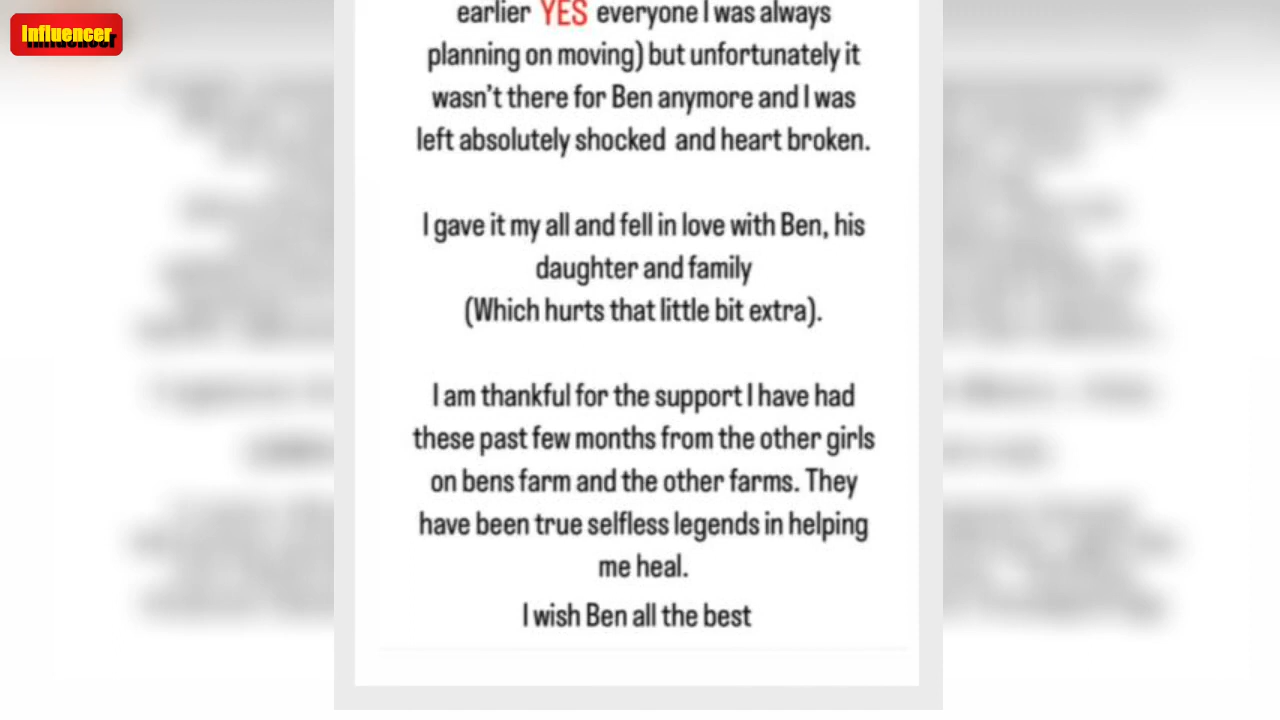 Influencer
earlier YES everyone I was always
planning on moving) but unfortunately it
wasn't there for Ben anymore and I was
left absolutely shocked and heart broken.
I gave it my all and fell in love with Ben, his
daughter and family
(Which hurts that little bit extra).
I am thankful for the support I have had
these past few months from the other girls
on bens farm and the other farms. They
have been true selfless legends in helping
me heal.
I wish Ben all the best